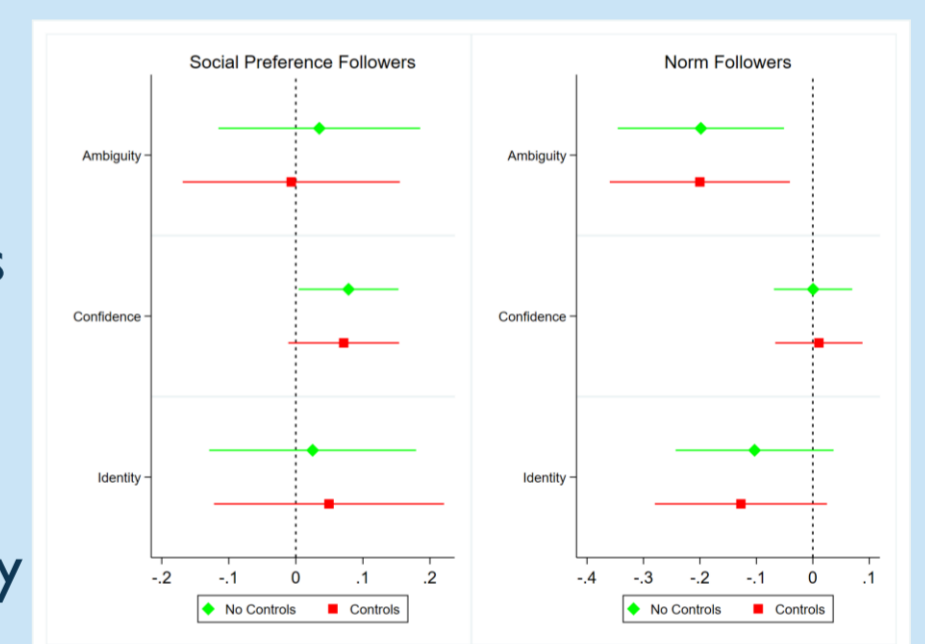 s
y
Social Preference Followers
Ambiguity
Confidence
Identity
-.2 -.1 0 .1 .2
No Controls Controls
Norm Followers
Ambiguity
Confidence
Identity
-.4 -.3 -.2 -.1 0 .1
No Controls Controls